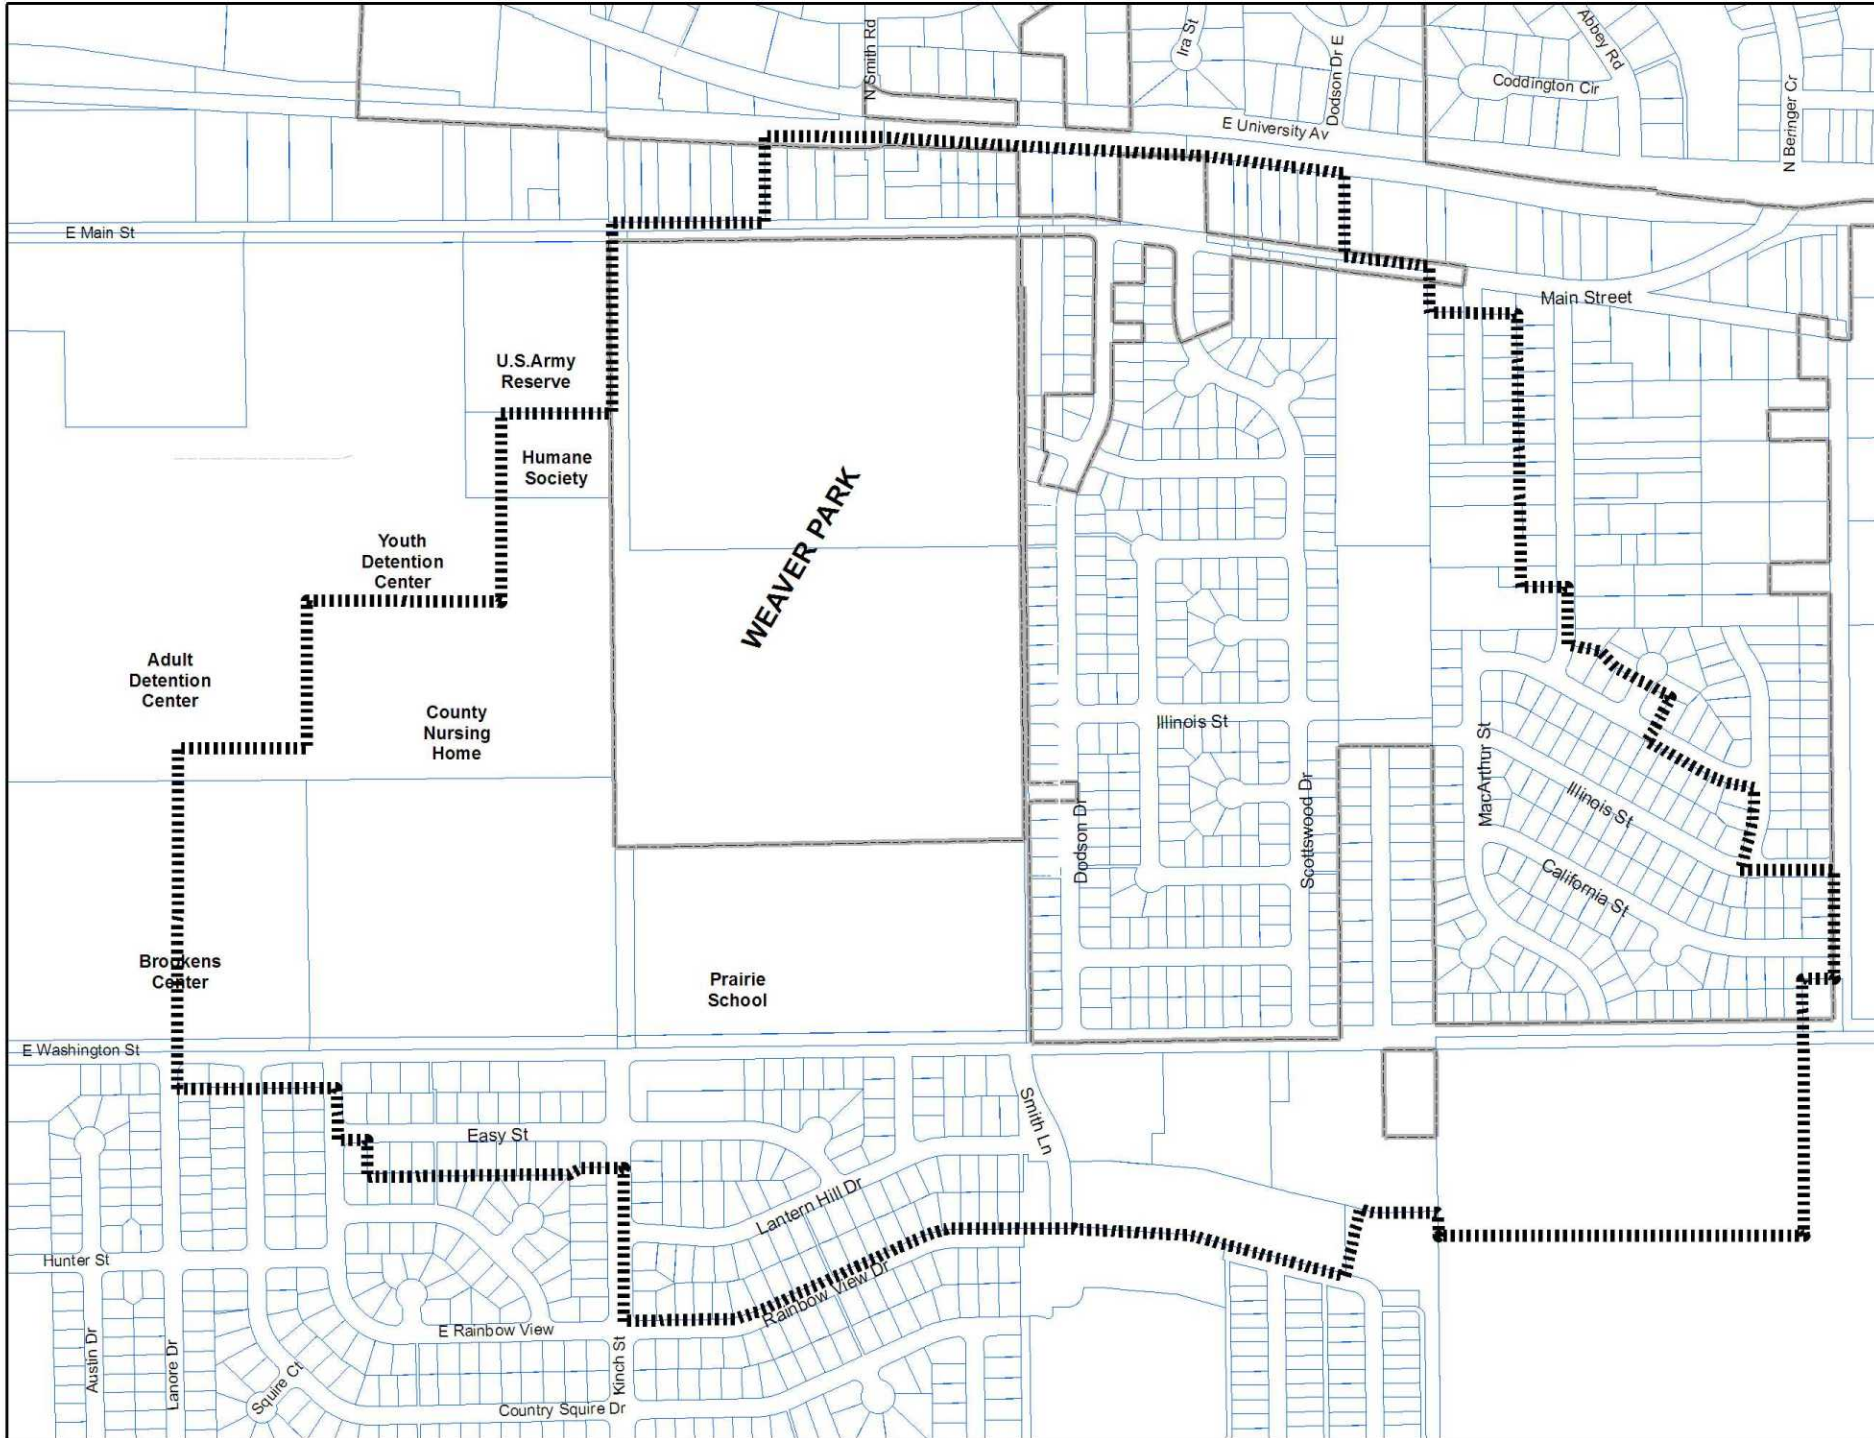 N Smith Rd
Ira St
Dodson Dr E
Abbey Rd
Coddington Cir
N Beringer Cr
E University Av
E Main St
Main Street
U.S.Army
Reserve
Humane
Society
WEAVER PARK
Youth
Detention
Center
Adult
Detention
Center
County
Nursing
Home
Illinois St
MacArthur St
Illinois St
Dodson Dr
Scottswood Dr
California St
Brookens
Center
Prairie
School
E Washington St
Smith Ln
Easy St
Lantern Hill Dr
Hunter St
Rainbow View Dr
E Rainbow View
Austin Dr
Lanore Dr
Squire Ct
Kinch St
Country Squire Dr